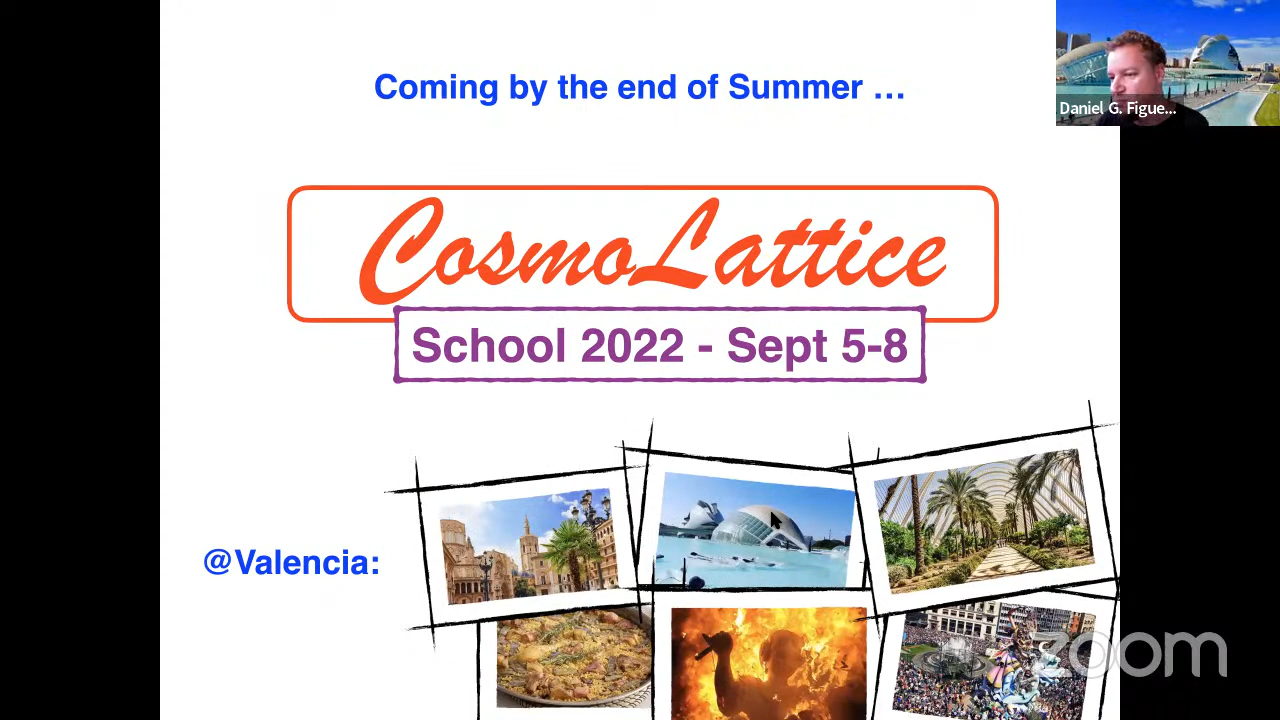 Coming by the end of Summer …
Daniel G. Figue...
CosmoLattice
School 2022 - Sept 5-8
@Valencia:
zoom